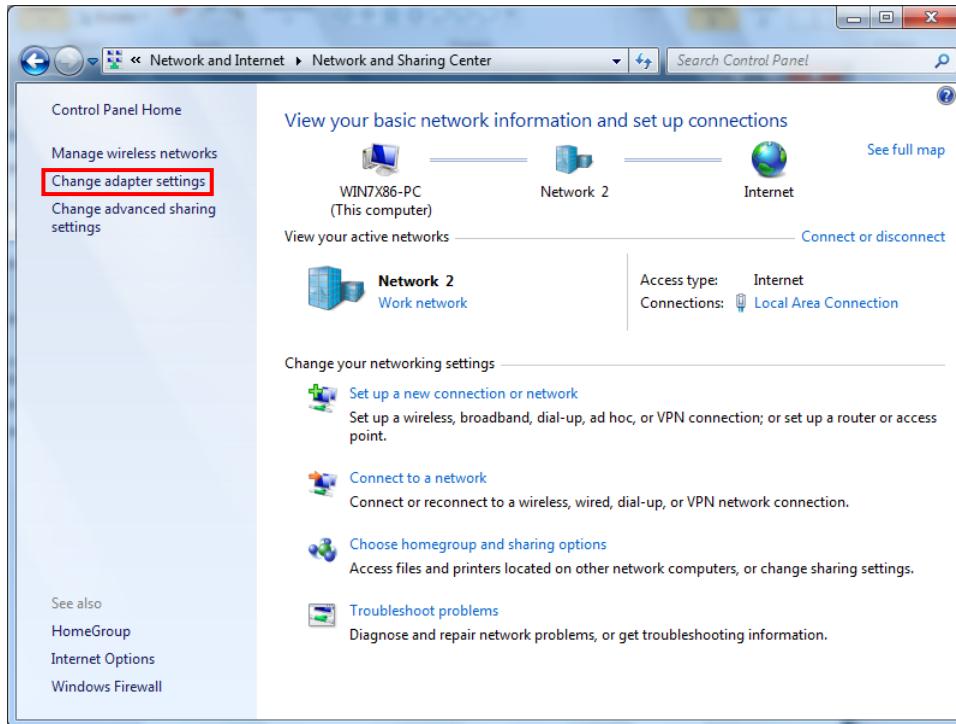 « Network and Internet ▸ Network and Sharing Center
Search Control Panel
Control Panel Home
Manage wireless networks
Change adapter settings
Change advanced sharing
settings
View your basic network information and set up connections
See full map
WIN7X86-PC
(This computer)
Network 2
Internet
View your active networks
Connect or disconnect
Network 2
Work network
Access type: Internet
Connections: Local Area Connection
Change your networking settings
Set up a new connection or network
Set up a wireless, broadband, dial-up, ad hoc, or VPN connection; or set up a router or access
point.
Connect to a network
Connect or reconnect to a wireless, wired, dial-up, or VPN network connection.
Choose homegroup and sharing options
Access files and printers located on other network computers, or change sharing settings.
Troubleshoot problems
Diagnose and repair network problems, or get troubleshooting information.
See also
HomeGroup
Internet Options
Windows Firewall